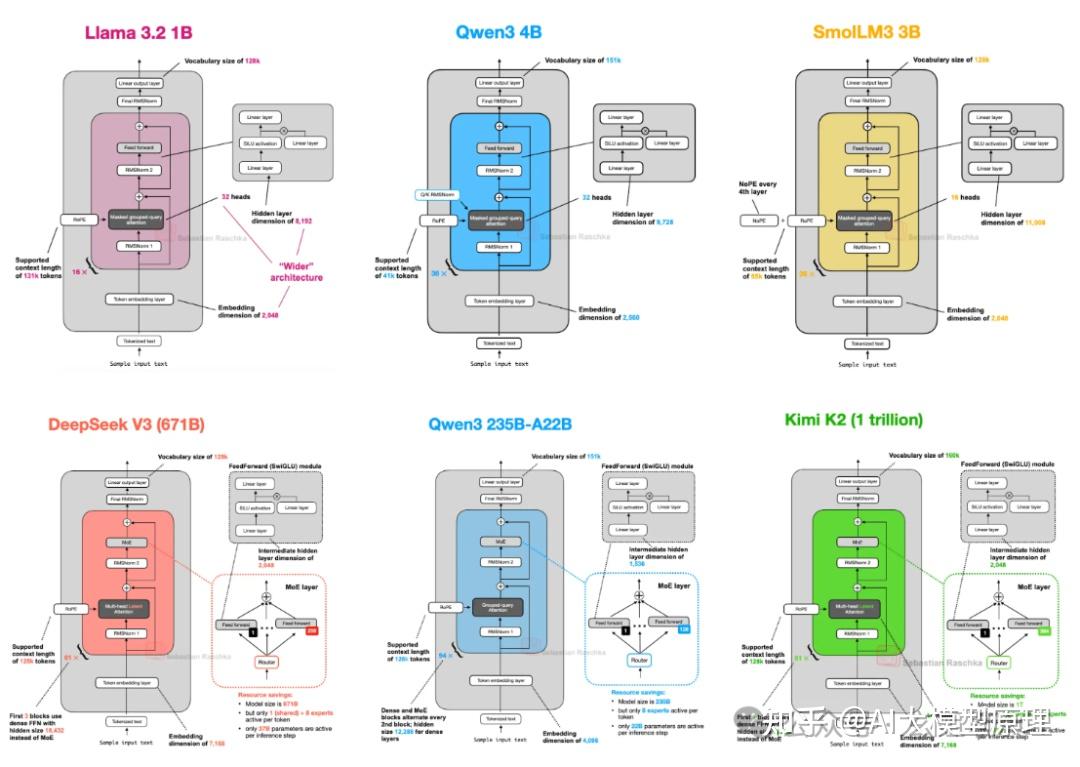 Llama 3.2 1B
Vocabulary size of 128k
Linear output layer
Final RMSNorm
Linear layer
SiLU activation
Linear layer
Linear layer
Feed forward
RMSNorm 2
32 heads
Hidden layer
dimension of 8,192
RoPE
Masked grouped-query
attention
RMSNorm 1
Supported
context length
of 131k tokens
16 ×
"Wider"
architecture
Token embedding layer
Embedding
dimension of 2,048
Tokenized text
Sample input text
Sebastian Raschka
Qwen3 4B
Vocabulary size of 151k
Linear output layer
Final RMSNorm
Linear layer
SiLU activation
Linear layer
Linear layer
Feed forward
RMSNorm 2
Q/K RMSNorm
32 heads
Hidden layer
dimension of 9,728
RoPE
Masked grouped-query
attention
RMSNorm 1
Supported
context length
of 41k tokens
36 ×
Token embedding layer
Embedding
dimension of 2,560
Tokenized text
Sample input text
Sebastian Raschka
SmolLM3 3B
Vocabulary size of 128k
Linear output layer
Final RMSNorm
Linear layer
SiLU activation
Linear layer
Linear layer
Feed forward
RMSNorm 2
NoPE every
4th layer
16 heads
Hidden layer
dimension of 11,008
NoPE
+
RoPE
Masked grouped-query
attention
RMSNorm 1
Supported
context length
of 65k tokens
36 ×
Token embedding layer
Embedding
dimension of 2,048
Tokenized text
Sample input text
Sebastian Raschka
DeepSeek V3 (671B)
Vocabulary size of 128k
FeedForward (SwiGLU) module
Linear output layer
Final RMSNorm
Linear layer
SiLU activation
Linear layer
Linear layer
Intermediate hidden
layer dimension of
2,048
MoE
RMSNorm 2
MoE layer
RoPE
Multi-head Latent
Attention
RMSNorm 1
Feed forward
Feed forward
1
256
Router
Supported
context length
of 128k tokens
61 ×
Sebastian Raschka
Token embedding layer
Resource savings:
• Model size is 671B
• but only 1 (shared) + 8 experts
active per token
• only 37B parameters are active
per inference step
First 3 blocks use
dense FFN with
hidden size 18,432
instead of MoE
Tokenized text
Sample input text
Embedding
dimension of 7,168
Qwen3 235B-A22B
Vocabulary size of 151k
FeedForward (SwiGLU) module
Linear output layer
Final RMSNorm
Linear layer
SiLU activation
Linear layer
Linear layer
Intermediate hidden
layer dimension of
1,536
MoE
RMSNorm 2
MoE layer
RoPE
Grouped-query
Attention
RMSNorm 1
Feed forward
Feed forward
1
128
Router
Supported
context length
of 128k tokens
94 ×
Sebastian Raschka
Token embedding layer
Resource savings:
• Model size is 235B
• but only 8 experts active per
token
• only 22B parameters are active
per inference step
Dense and MoE
blocks alternate every
2nd block; hidden
size 12,288 for
dense layers
Tokenized text
Sample input text
Embedding
dimension of 4,096
Kimi K2 (1 trillion)
Vocabulary size of 160k
FeedForward (SwiGLU) module
Linear output layer
Final RMSNorm
Linear layer
SiLU activation
Linear layer
Linear layer
Intermediate hidden
layer dimension of
2,048
MoE
RMSNorm 2
MoE layer
RoPE
Multi-head Latent
Attention
RMSNorm 1
Feed forward
Feed forward
1
384
Router
Supported
context length
of 128k tokens
61 ×
Sebastian Raschka
Token embedding layer
Resource savings:
• Model size is 1T
experts
per inference step
Tokenized text
Sample input text
Embedding
dimension of 7,168
知乎 @AI大模型原理